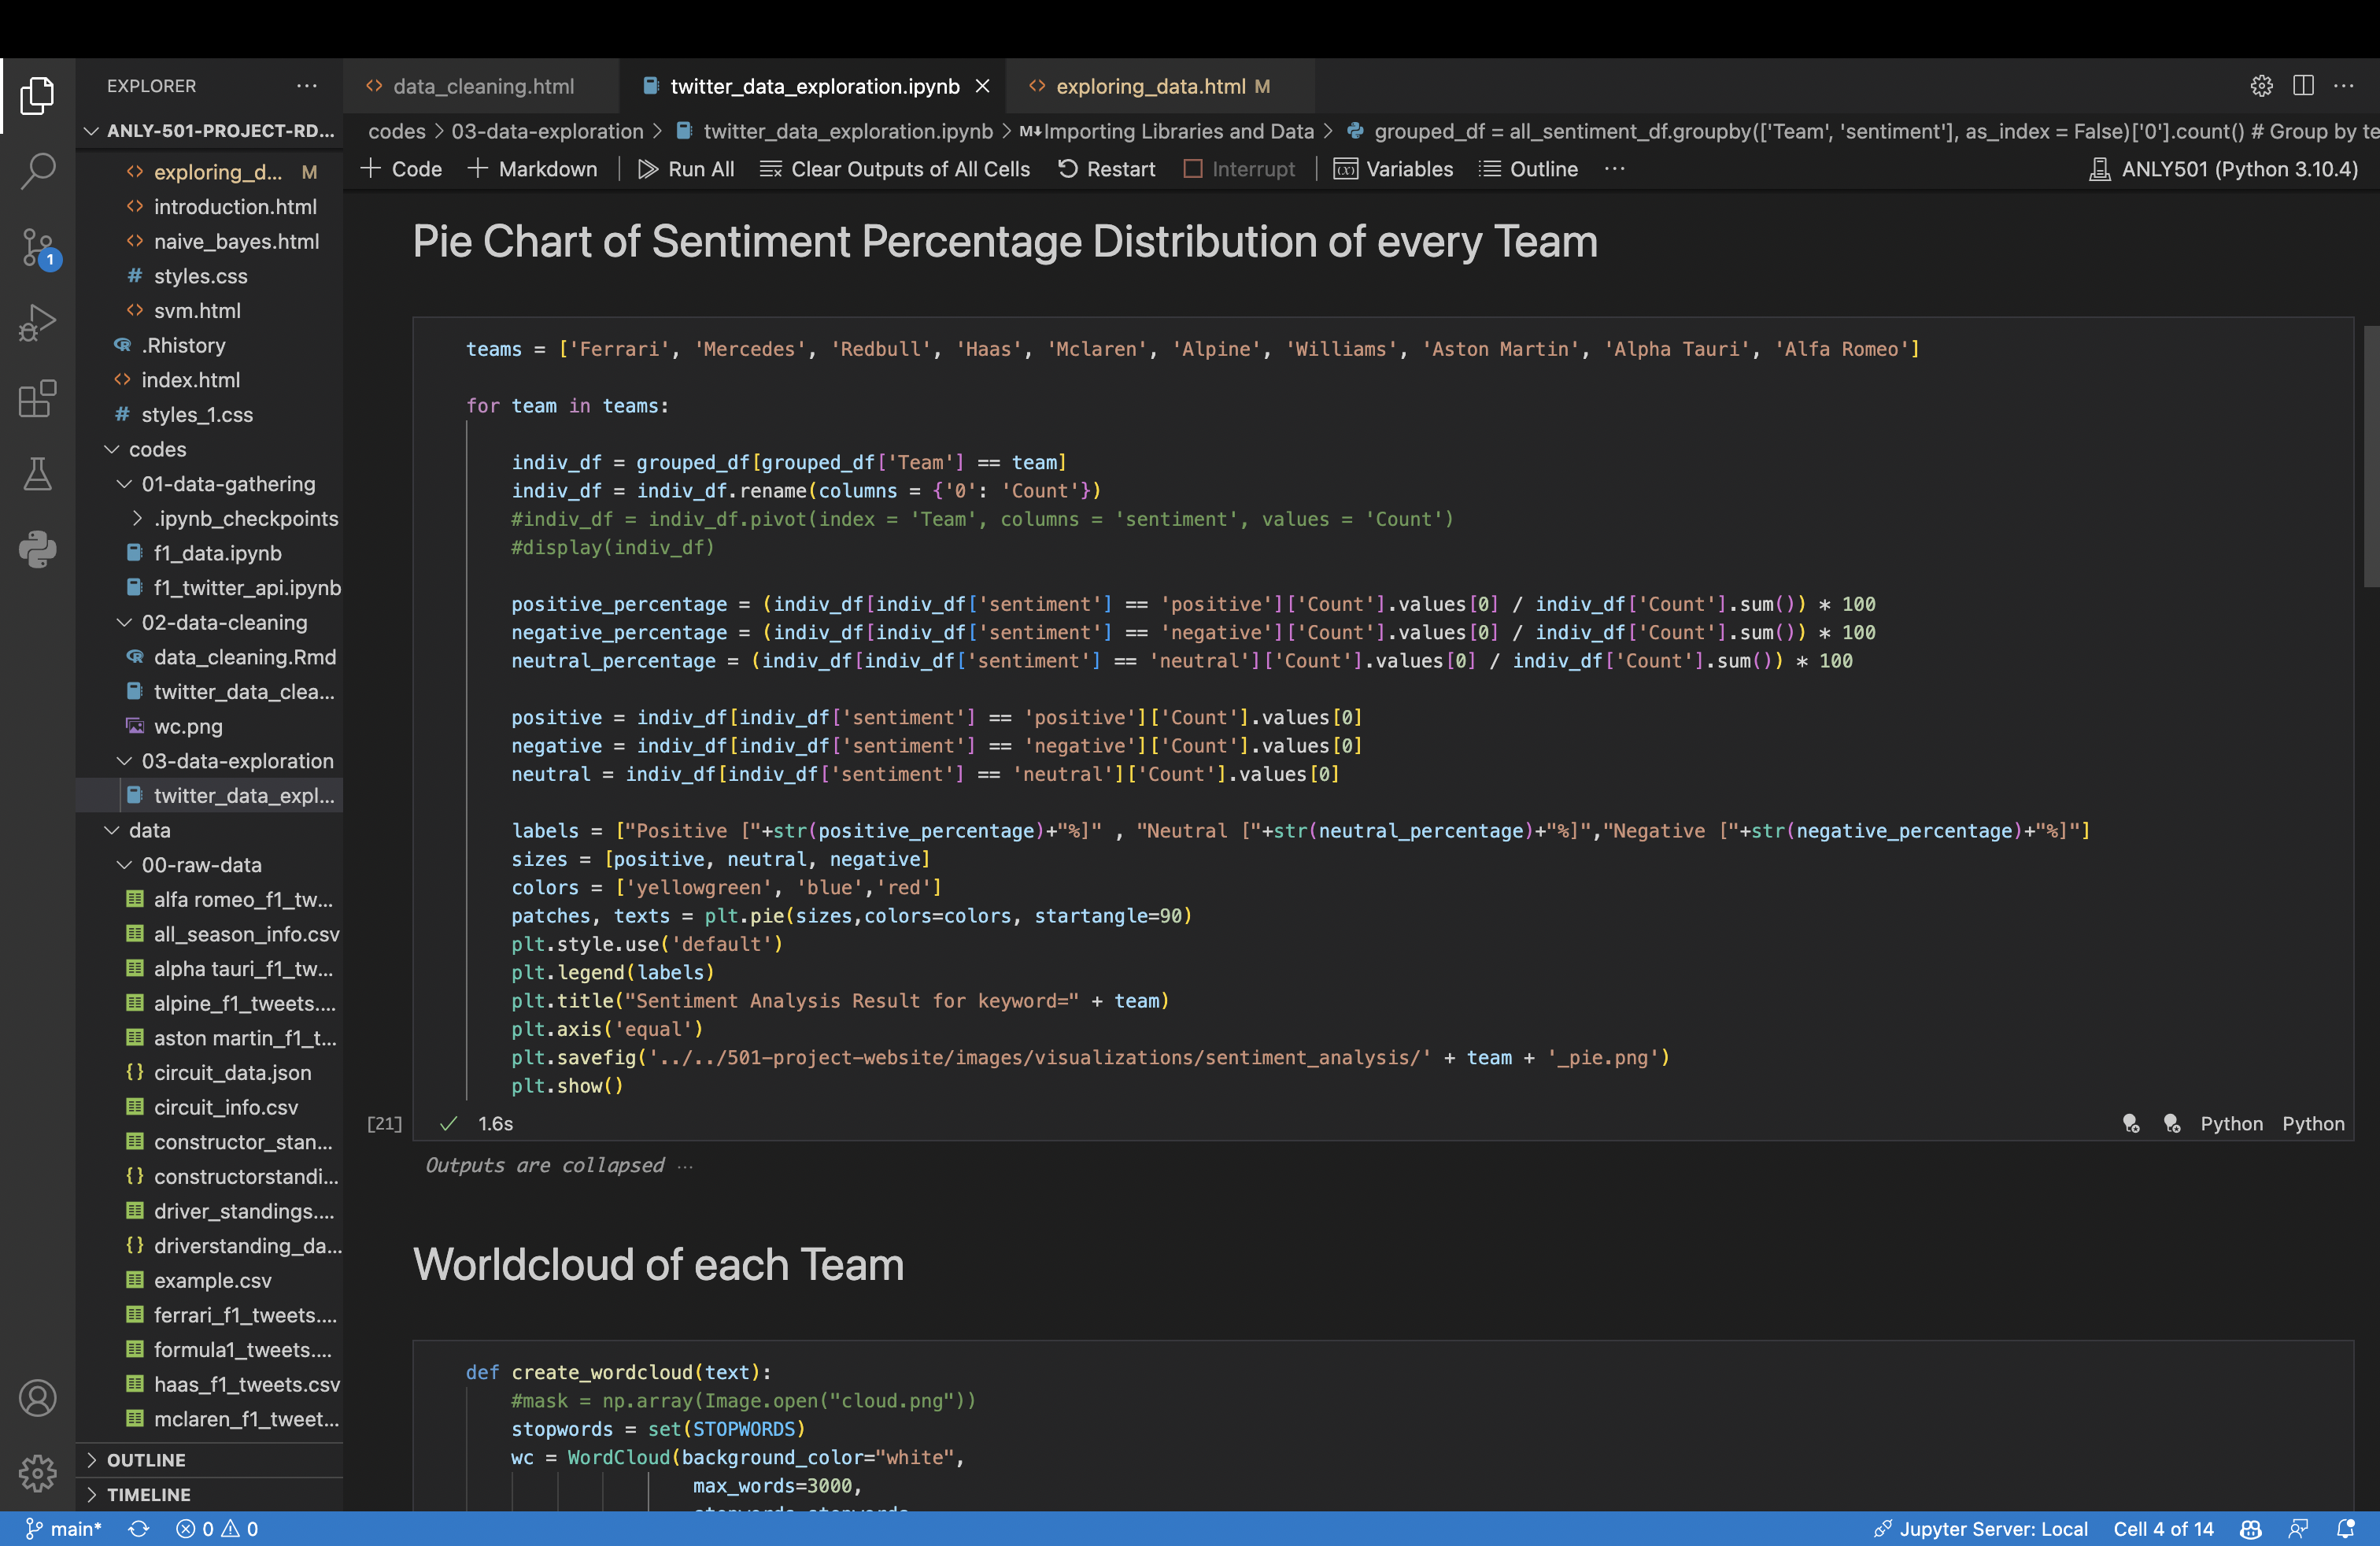 EXPLORER
ANLY-501-PROJECT-RD...
exploring_d... M
introduction.html
naive_bayes.html
styles.css
svm.html
.Rhistory
index.html
styles_1.css
codes
01-data-gathering
.ipynb_checkpoints
f1_data.ipynb
f1_twitter_api.ipynb
02-data-cleaning
data_cleaning.Rmd
twitter_data_clea...
wc.png
03-data-exploration
twitter_data_expl...
data
00-raw-data
alfa romeo_f1_tw...
all_season_info.csv
alpha tauri_f1_tw...
alpine_f1_tweets....
aston martin_f1_t...
circuit_data.json
circuit_info.csv
constructor_stan...
constructorstandi...
driver_standings....
driverstanding_da...
example.csv
ferrari_f1_tweets....
formula1_tweets....
haas_f1_tweets.csv
mclaren_f1_tweet...
OUTLINE
TIMELINE
1
data_cleaning.html twitter_data_exploration.ipynb exploring_data.html M
codes > 03-data-exploration > twitter_data_exploration.ipynb > M↓Importing Libraries and Data > grouped_df = all_sentiment_df.groupby(['Team', 'sentiment'], as_index = False)['0'].count() # Group by te
+ Code + Markdown Run All Clear Outputs of All Cells Restart Interrupt Variables Outline ... ANLY501 (Python 3.10.4)
Pie Chart of Sentiment Percentage Distribution of every Team
teams = ['Ferrari', 'Mercedes', 'Redbull', 'Haas', 'Mclaren', 'Alpine', 'Williams', 'Aston Martin', 'Alpha Tauri', 'Alfa Romeo']
for team in teams:
indiv_df = grouped_df[grouped_df['Team'] == team]
indiv_df = indiv_df.rename(columns = {'0': 'Count'})
#indiv_df = indiv_df.pivot(index = 'Team', columns = 'sentiment', values = 'Count')
#display(indiv_df)
positive_percentage = (indiv_df[indiv_df['sentiment'] == 'positive']['Count'].values[0] / indiv_df['Count'].sum()) * 100
negative_percentage = (indiv_df[indiv_df['sentiment'] == 'negative']['Count'].values[0] / indiv_df['Count'].sum()) * 100
neutral_percentage = (indiv_df[indiv_df['sentiment'] == 'neutral']['Count'].values[0] / indiv_df['Count'].sum()) * 100
positive = indiv_df[indiv_df['sentiment'] == 'positive']['Count'].values[0]
negative = indiv_df[indiv_df['sentiment'] == 'negative']['Count'].values[0]
neutral = indiv_df[indiv_df['sentiment'] == 'neutral']['Count'].values[0]
labels = ["Positive ["+str(positive_percentage)+"%]" , "Neutral ["+str(neutral_percentage)+"%]","Negative ["+str(negative_percentage)+"%]"]
sizes = [positive, neutral, negative]
colors = ['yellowgreen', 'blue','red']
patches, texts = plt.pie(sizes,colors=colors, startangle=90)
plt.style.use('default')
plt.legend(labels)
plt.title("Sentiment Analysis Result for keyword=" + team)
plt.axis('equal')
plt.savefig('../../501-project-website/images/visualizations/sentiment_analysis/' + team + '_pie.png')
plt.show()
[21] 1.6s Python Python
Outputs are collapsed ...
Worldcloud of each Team
def create_wordcloud(text):
#mask = np.array(Image.open("cloud.png"))
stopwords = set(STOPWORDS)
wc = WordCloud(background_color="white",
max_words=3000,
main* 0 0 Jupyter Server: Local Cell 4 of 14